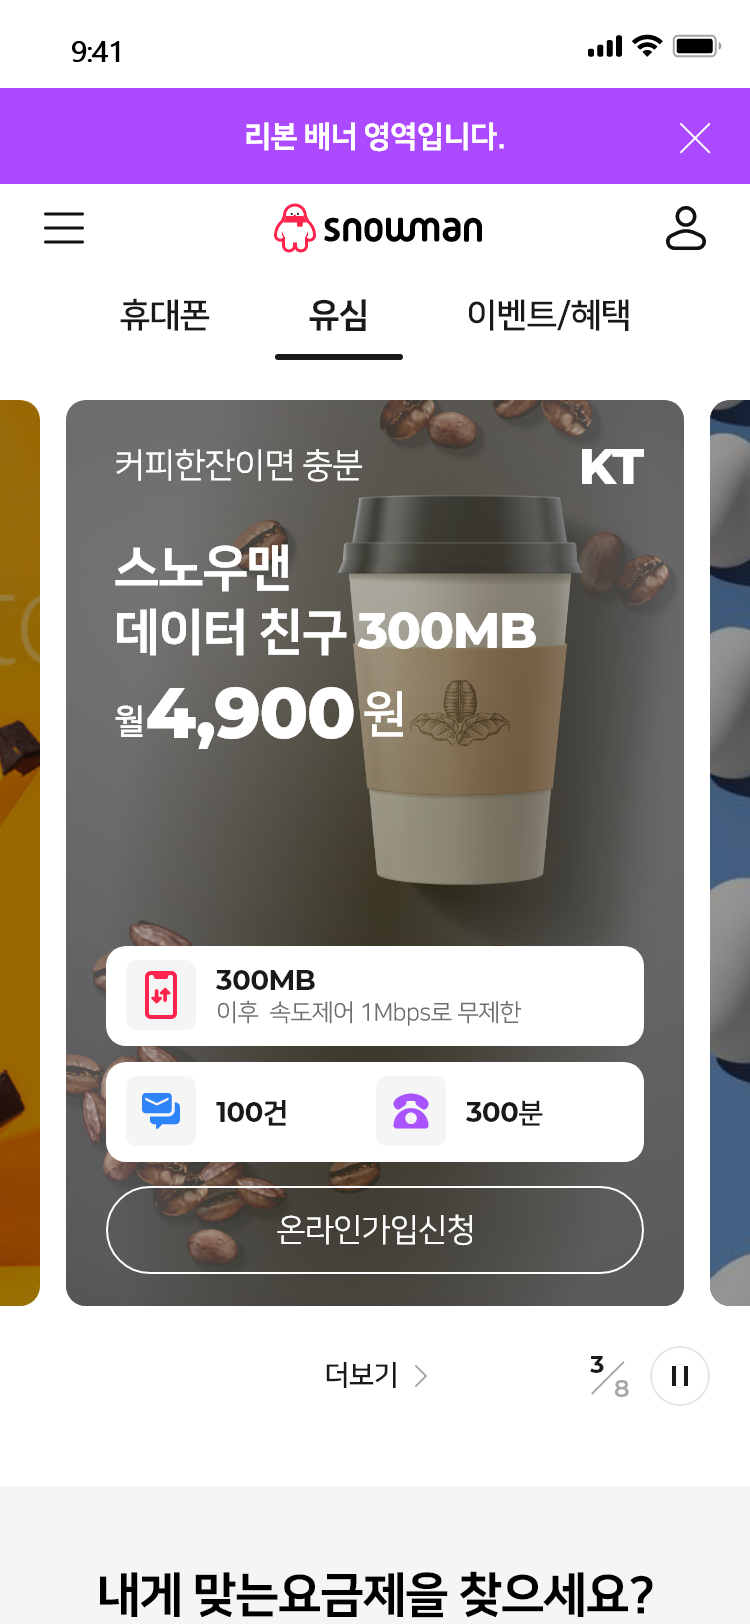 9:41
리본 배너 영역입니다.
snowman
휴대폰
유심
이벤트/혜택
커피한잔이면 충분
KT
스노우맨
데이터 친구 300MB
월4,900원
300MB
이후 속도제어 1Mbps로 무제한
100건
300분
온라인가입신청
더보기
3/8
내게 맞는요금제을 찾으세요?